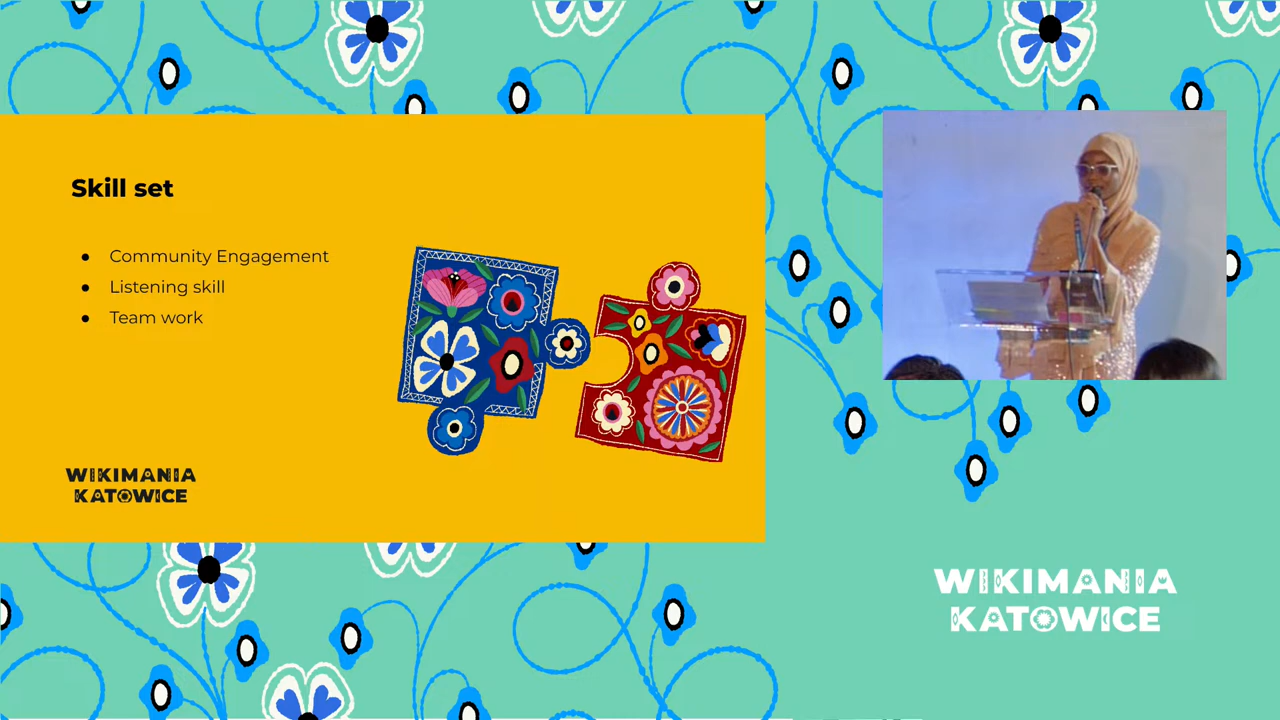 Skill set
● Community Engagement
● Listening skill
● Team work
WIKIMANIA
KATOWICE
WIKIMANIA
KATOWICE